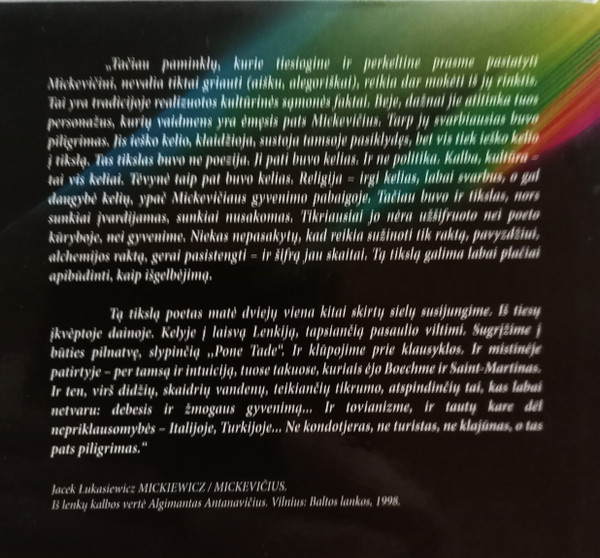 „Tačiau paminklų, kurie tiesiogine ir perkeltine prasme pastatyti
Mickevičiui, nevalia tiktai griauti (aišku, alegoriškai), reikia dar mokėti iš jų rinktis.
Tai yra tradicijoje realizuotos kultūrinės sąmonės faktai. Beje, dažnai jie atitinka tuos
personažus, kurių vaidmens yra ėmęsis pats Mickevičius. Tarp jų svarbiausias buvo
piligrimas. Jis ieško kelio, klaidžioja, sustoja tamsoje pasiklydęs, bet vis tiek ieško kelio
į tikslą. Tas tikslas buvo ne poezija. Ji pati buvo kelias. Ir ne politika. Kalba, kultūra –
tai vis keliai. Tėvynė taip pat buvo kelias. Religija – irgi kelias, labai svarbus, o gal
daugybė kelių, ypač Mickevičiaus gyvenimo pabaigoje. Tačiau buvo ir tikslas, nors
sunkiai įvardijamas, sunkiai nusakomas. Tikriausiai jo nėra užšifruoto nei poeto
kūryboje, nei gyvenime. Niekas nepasakytų, kad reikia sužinoti tik raktą, pavyzdžiui,
alchemijos raktą, gerai pasistengti – ir šifrą jau skaitai. Tą tikslą galima labai plačiai
apibūdinti, kaip išgelbėjimą.
Tą tikslą poetas matė dviejų viena kitai skirtų sielų susijungime. Iš tiesų
įkvėptoje dainoje. Kelyje į laisvą Lenkiją, tapsiančią pasaulio viltimi. Sugrįžime į
būties pilnatvę, slypinčią „Pone Tade“. Ir klūpojime prie klausyklos. Ir mistinėje
patirtyje – per tamsą ir intuiciją, tuose takuose, kuriais ėjo Boechme ir Saint-Martinas.
Ir ten, virš didžių, skaidrių vandenų, teikiančių tikrumo, atspindinčių tai, kas labai
netvaru: debesis ir žmogaus gyvenimą... Ir tovianizme, ir tautų kare dėl
nepriklausomybės – Italijoje, Turkijoje... Ne kondotjeras, ne turistas, ne klajūnas, o tas
pats piligrimas.“
Jacek Łukasiewicz MICKIEWICZ / MICKEVIČIUS.
Iš lenkų kalbos vertė Algimantas Antanavičius. Vilnius: Baltos lankos, 1998.